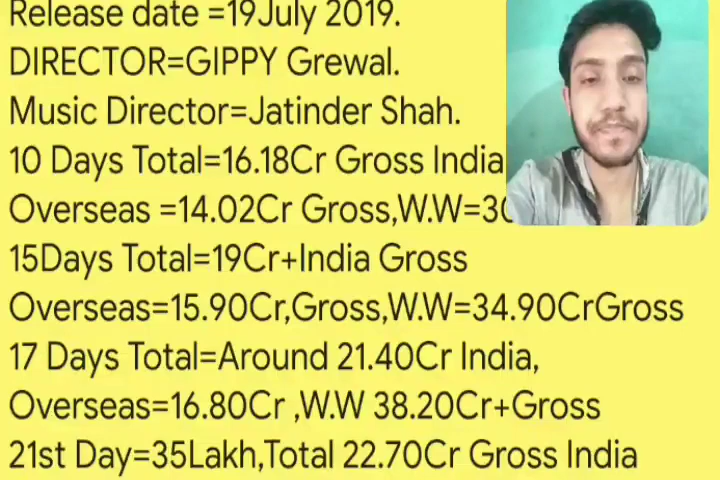 Release date =19July 2019.
DIRECTOR=GIPPY Grewal.
Music Director=Jatinder Shah.
10 Days Total=16.18Cr Gross India
Overseas =14.02Cr Gross,W.W=30
15Days Total=19Cr+India Gross
Overseas=15.90Cr,Gross,W.W=34.90CrGross
17 Days Total=Around 21.40Cr India,
Overseas=16.80Cr ,W.W 38.20Cr+Gross
21st Day=35Lakh,Total 22.70Cr Gross India